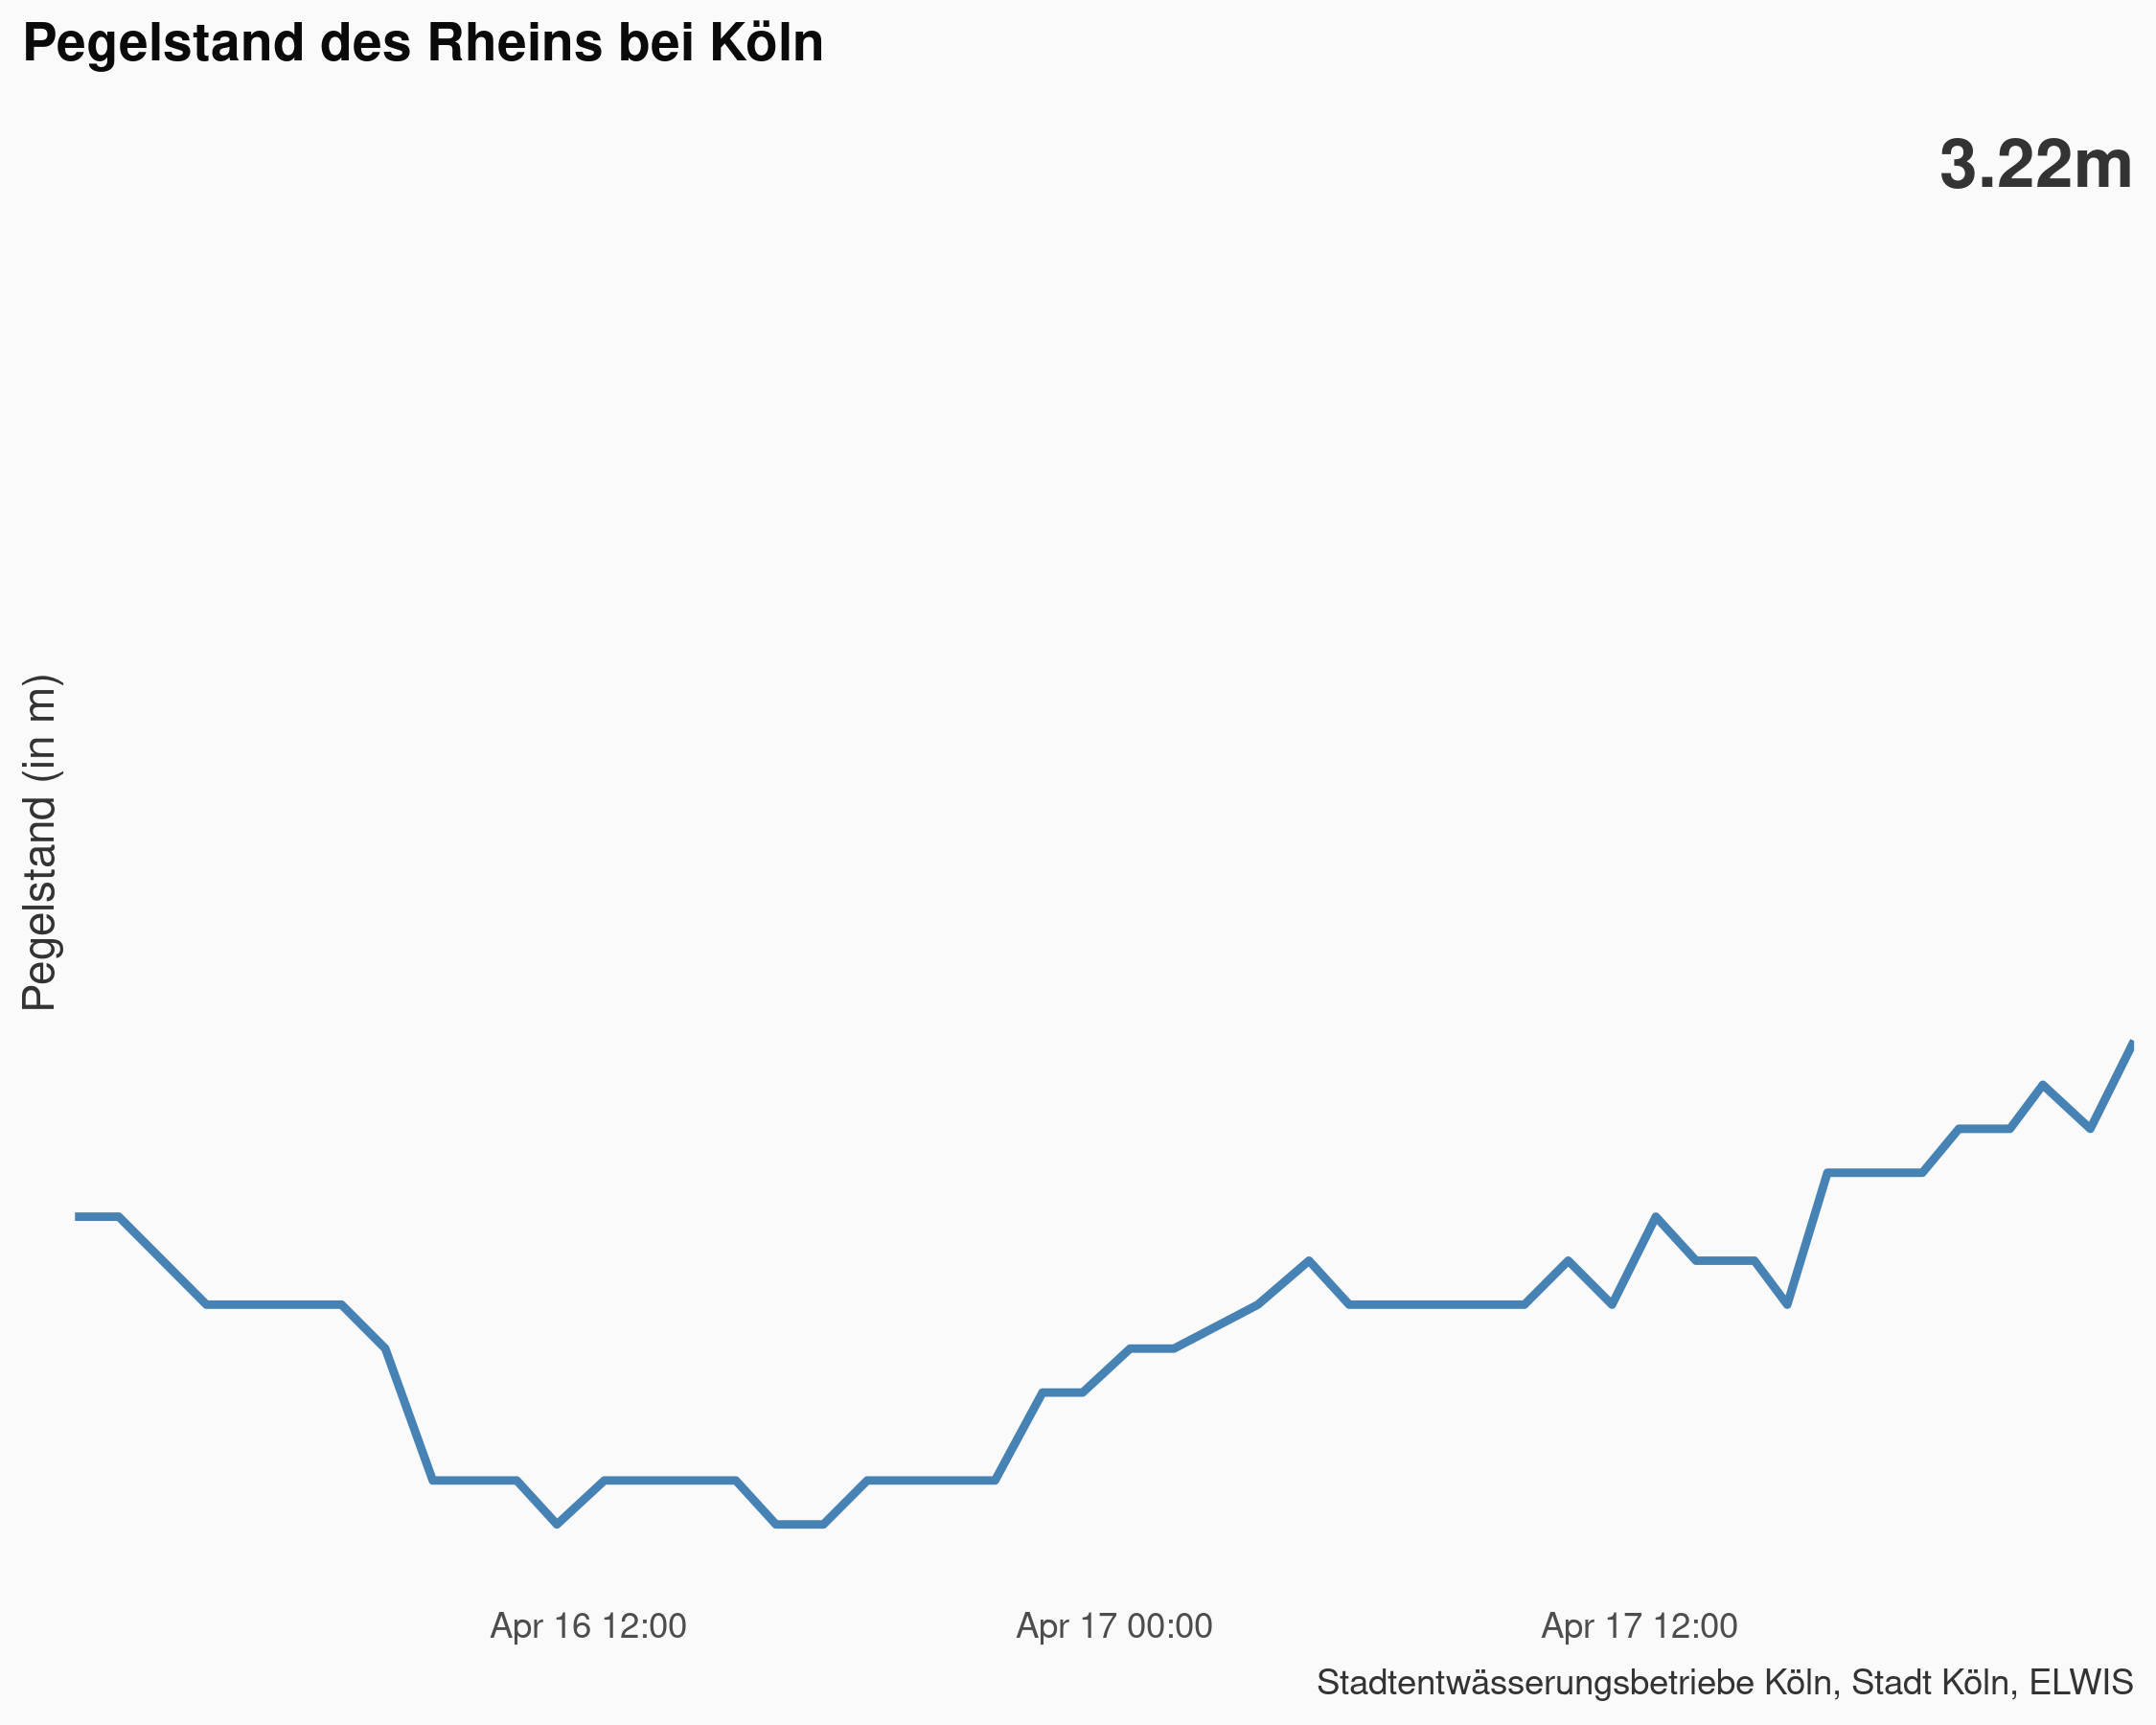 Pegelstand des Rheins bei Köln
3.22m
Pegelstand (in m)
Apr 16 12:00
Apr 17 00:00
Apr 17 12:00
Stadtentwässerungsbetriebe Köln, Stadt Köln, ELWIS